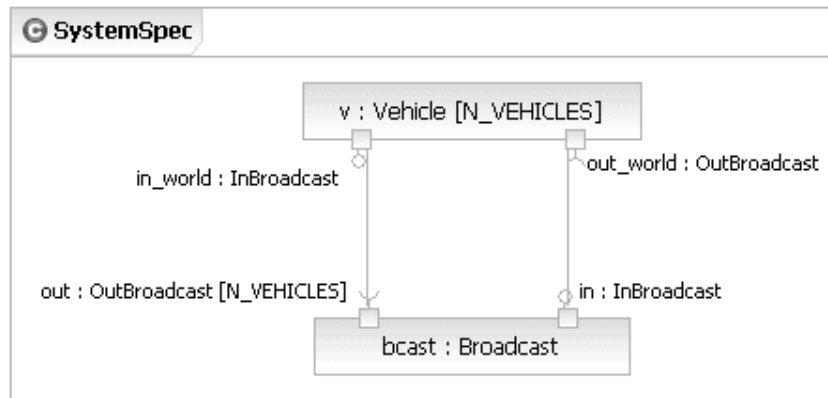 C SystemSpec
v : Vehicle [N_VEHICLES]
in_world : InBroadcast
out_world : OutBroadcast
out : OutBroadcast [N_VEHICLES]
in : InBroadcast
bcast : Broadcast